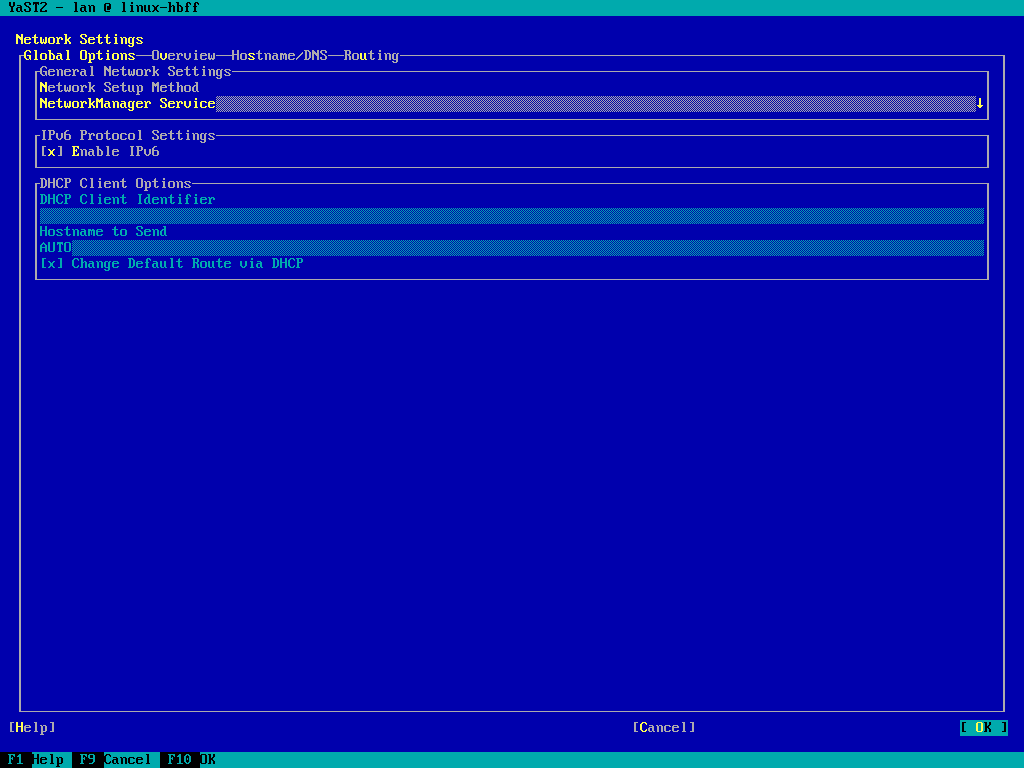 YaST2 - lan @ linux-hbff
Network Settings
Global Options Overview Hostname/DNS Routing
General Network Settings
Network Setup Method
NetworkManager Service ↓
IPv6 Protocol Settings
[x] Enable IPv6
DHCP Client Options
DHCP Client Identifier
Hostname to Send
AUTO
[x] Change Default Route via DHCP
[Help] [Cancel] [ OK ]
F1 Help F9 Cancel F10 OK